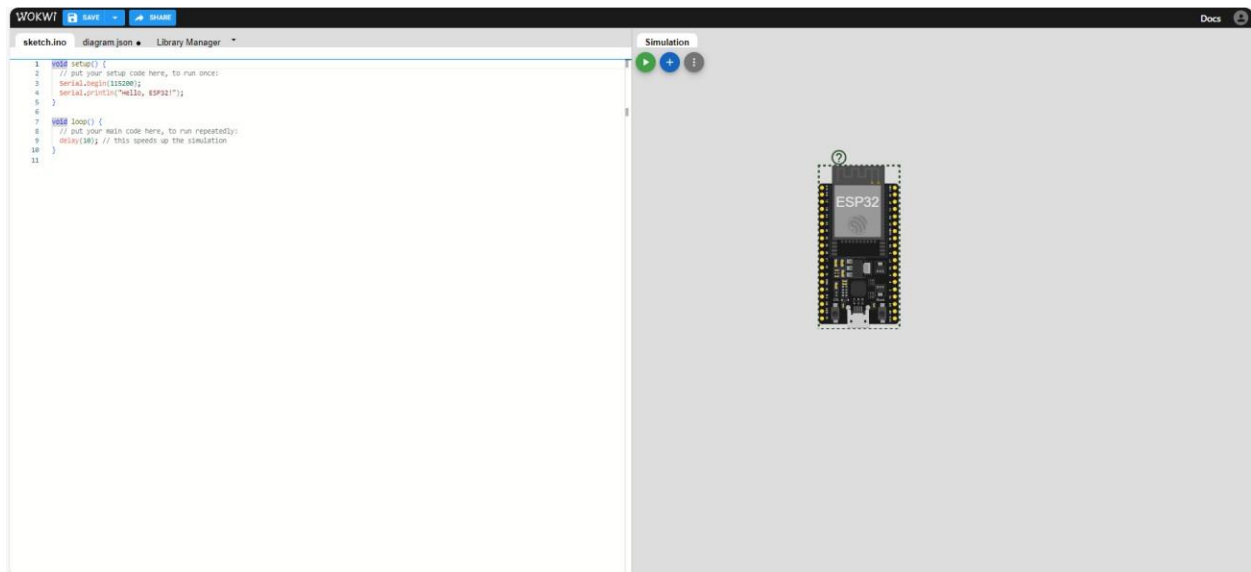 WOKWI SAVE SHARE Docs
sketch.ino diagram.json ● Library Manager
Simulation
1 void setup() {
2 // put your setup code here, to run once:
3 Serial.begin(115200);
4 Serial.println("Hello, ESP32!");
5 }
6
7 void loop() {
8 // put your main code here, to run repeatedly:
9 delay(10); // this speeds up the simulation
10 }
11
?
ESP32